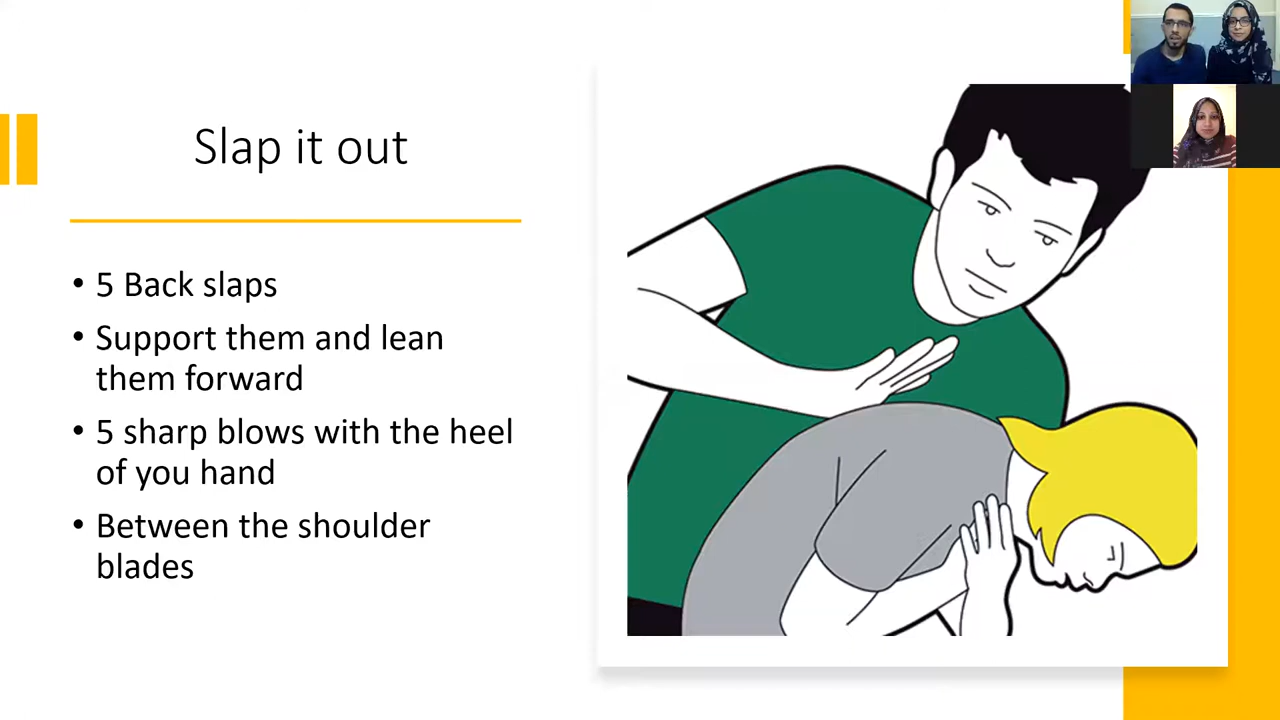 Slap it out
• 5 Back slaps
• Support them and lean
them forward
• 5 sharp blows with the heel
of you hand
• Between the shoulder
blades